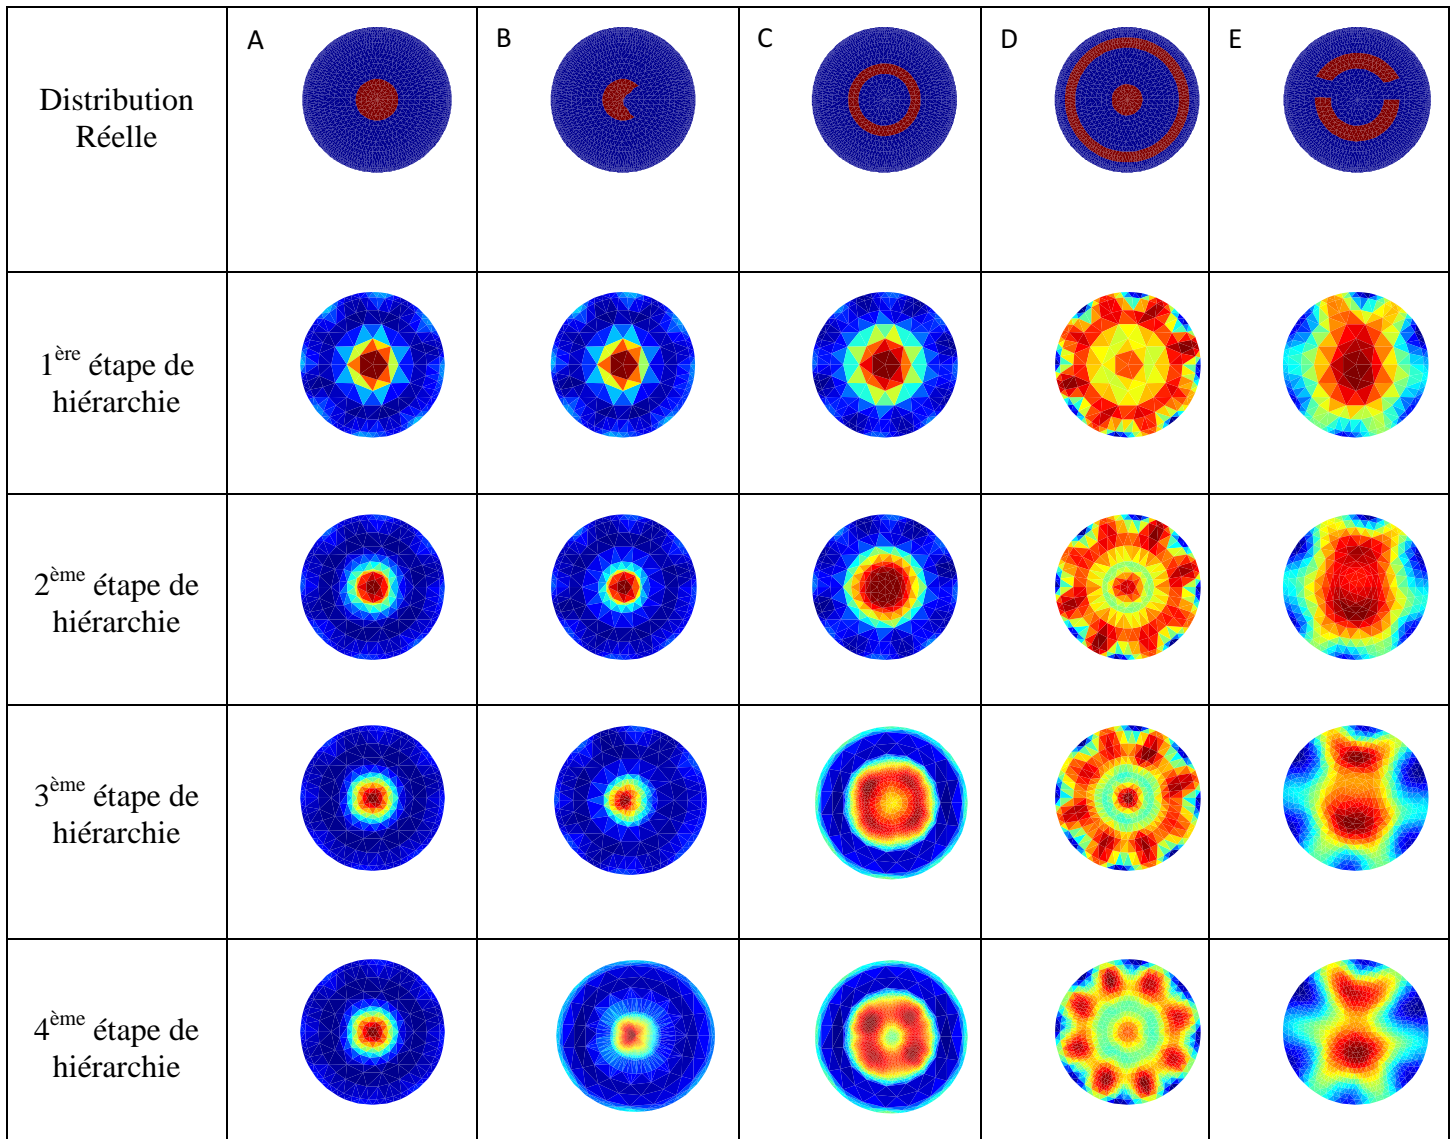 Distribution
Réelle
A
B
C
D
E
1ère étape de
hiérarchie
2ème étape de
hiérarchie
3ème étape de
hiérarchie
4ème étape de
hiérarchie